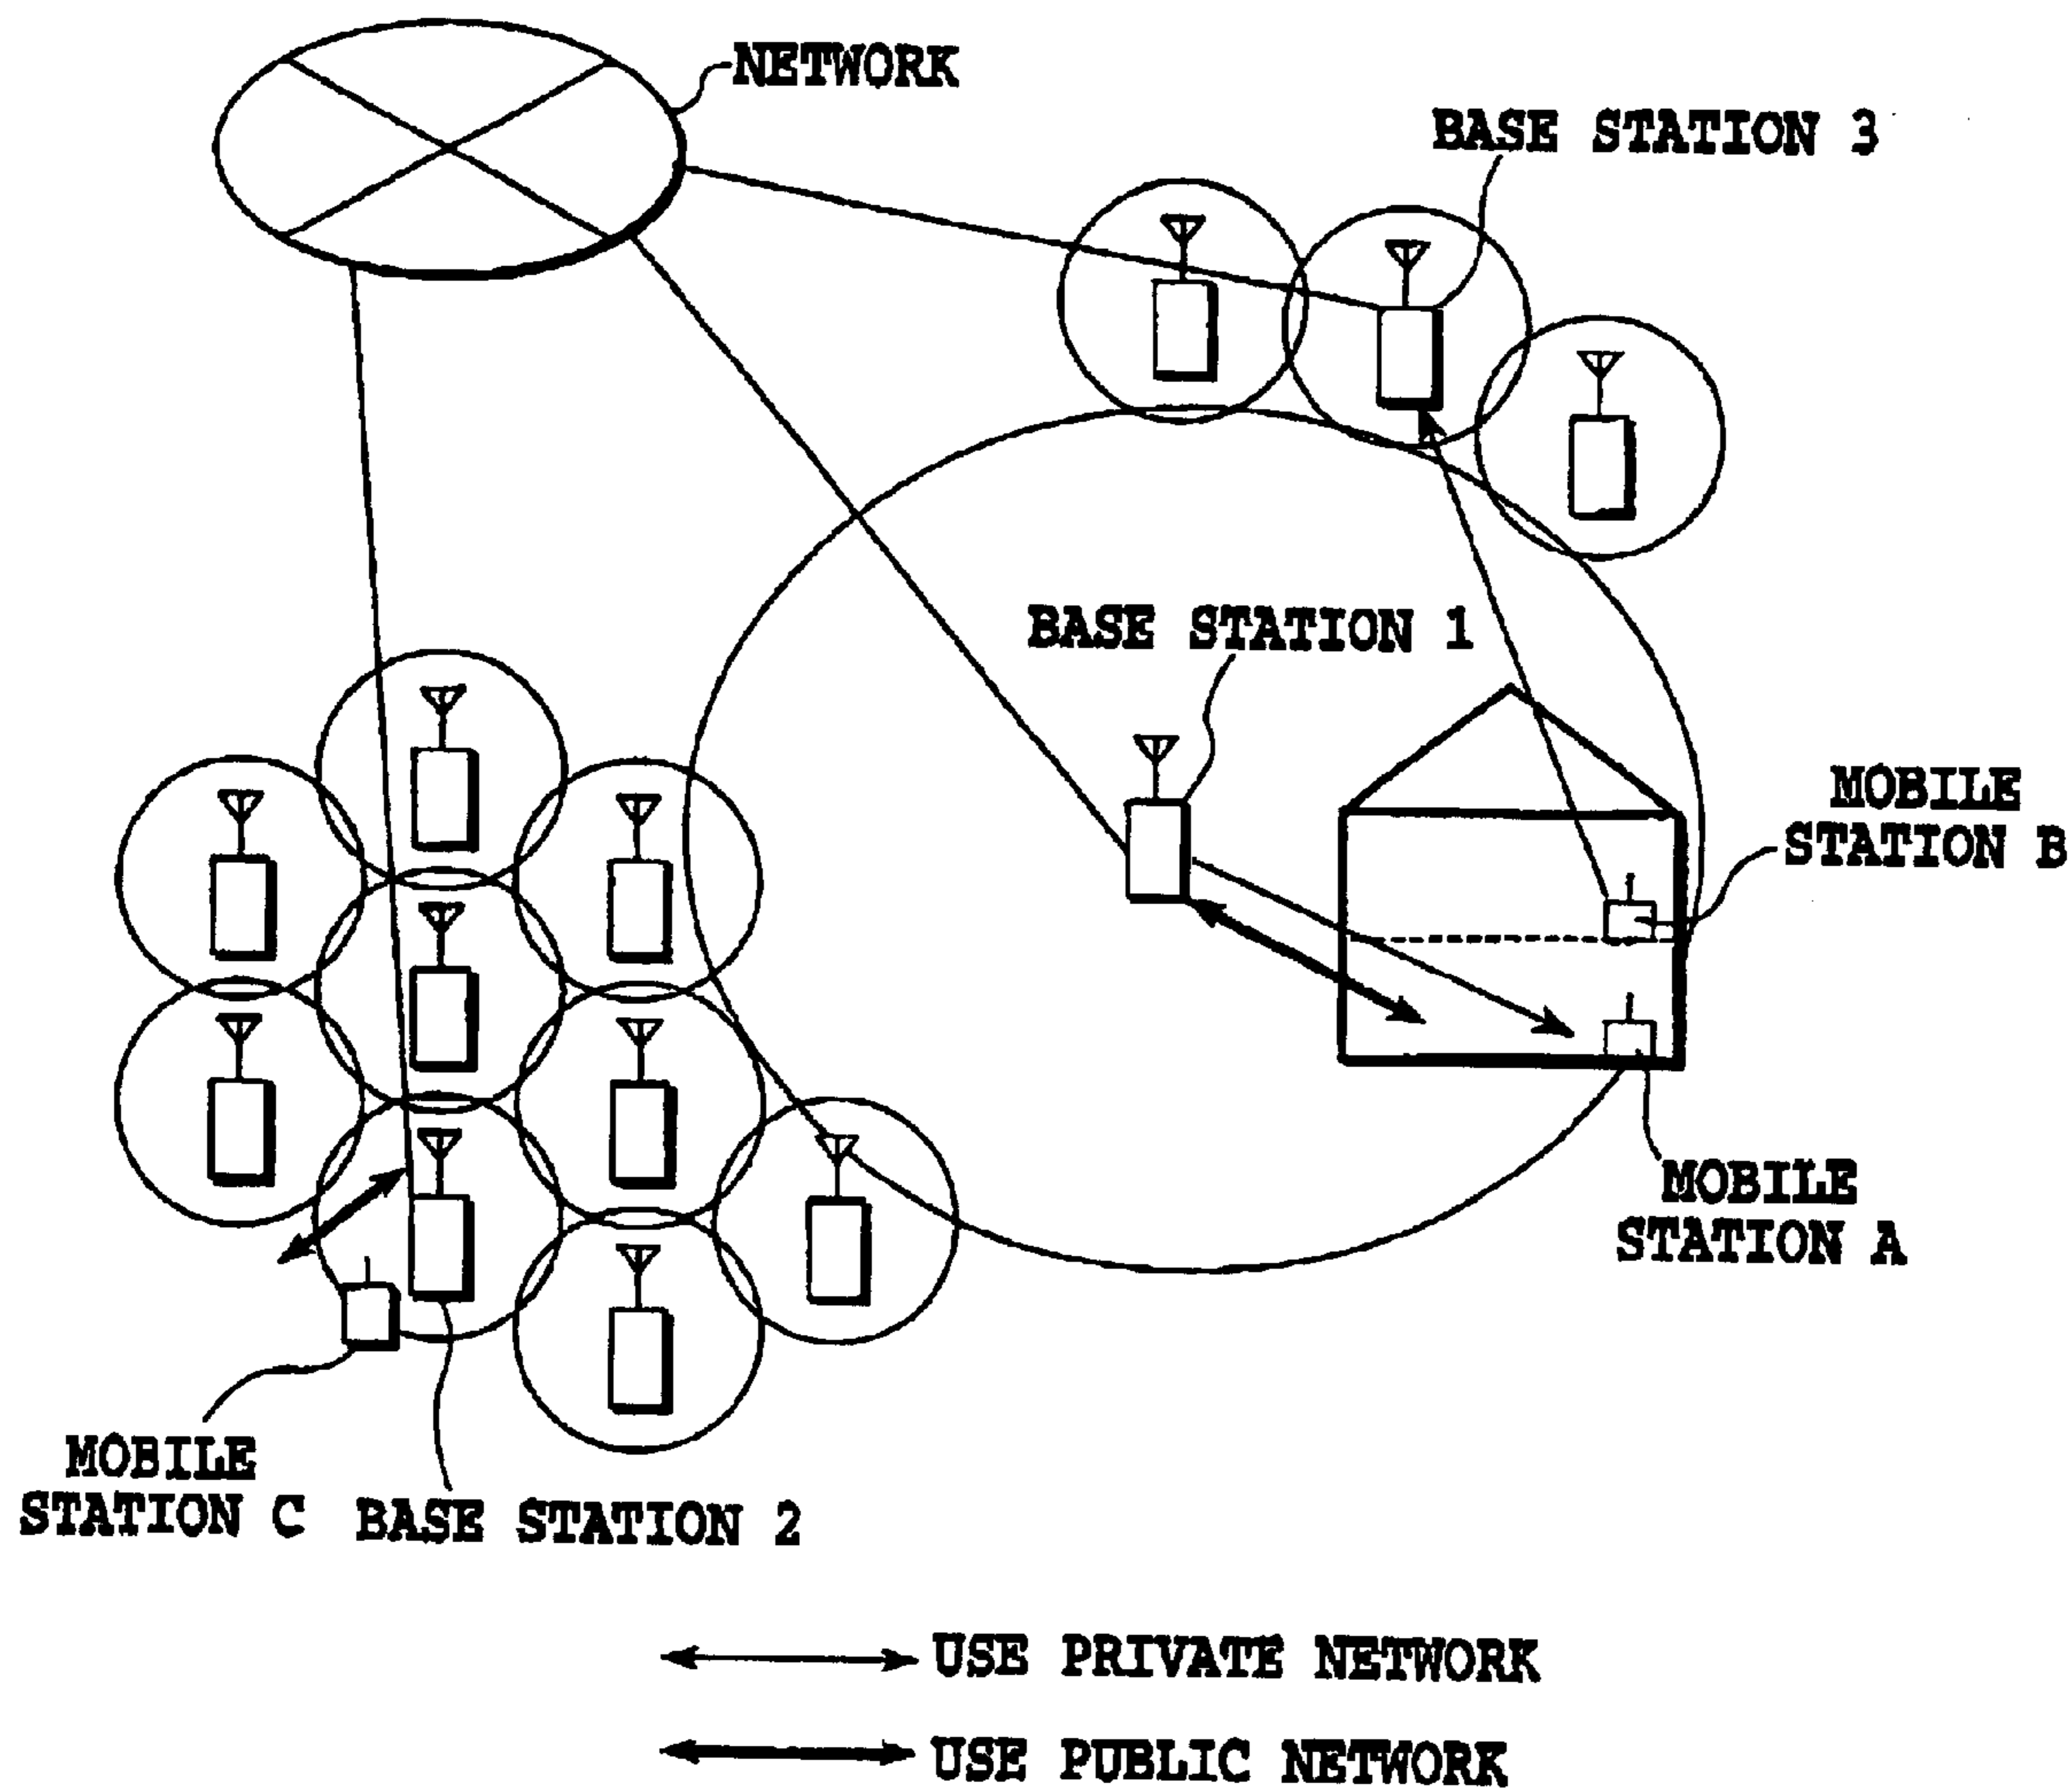 NETWORK
BASE STATION 3
BASE STATION 1
MOBILE
STATION B
MOBILE
STATION A
MOBILE
STATION C
BASE STATION 2
USE PRIVATE NETWORK
USE PUBLIC NETWORK